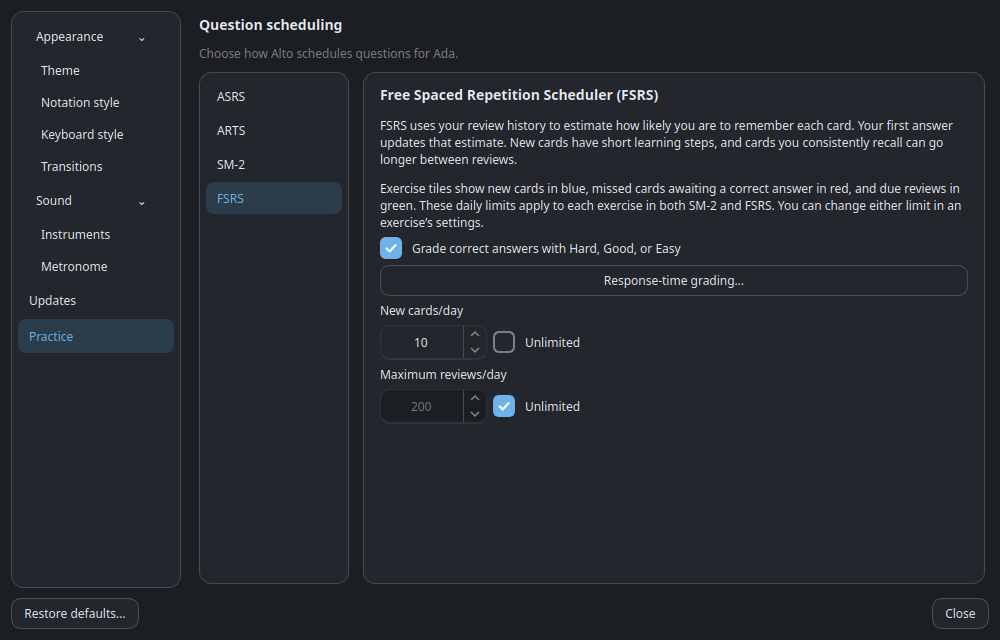 Appearance
Theme
Notation style
Keyboard style
Transitions
Sound
Instruments
Metronome
Updates
Practice
Restore defaults...
Question scheduling
Choose how Alto schedules questions for Ada.
ASRS
ARTS
SM-2
FSRS
Free Spaced Repetition Scheduler (FSRS)
FSRS uses your review history to estimate how likely you are to remember each card. Your first answer
updates that estimate. New cards have short learning steps, and cards you consistently recall can go
longer between reviews.
Exercise tiles show new cards in blue, missed cards awaiting a correct answer in red, and due reviews in
green. These daily limits apply to each exercise in both SM-2 and FSRS. You can change either limit in an
exercise’s settings.
Grade correct answers with Hard, Good, or Easy
Response-time grading...
New cards/day
10
Unlimited
Maximum reviews/day
200
Unlimited
Close